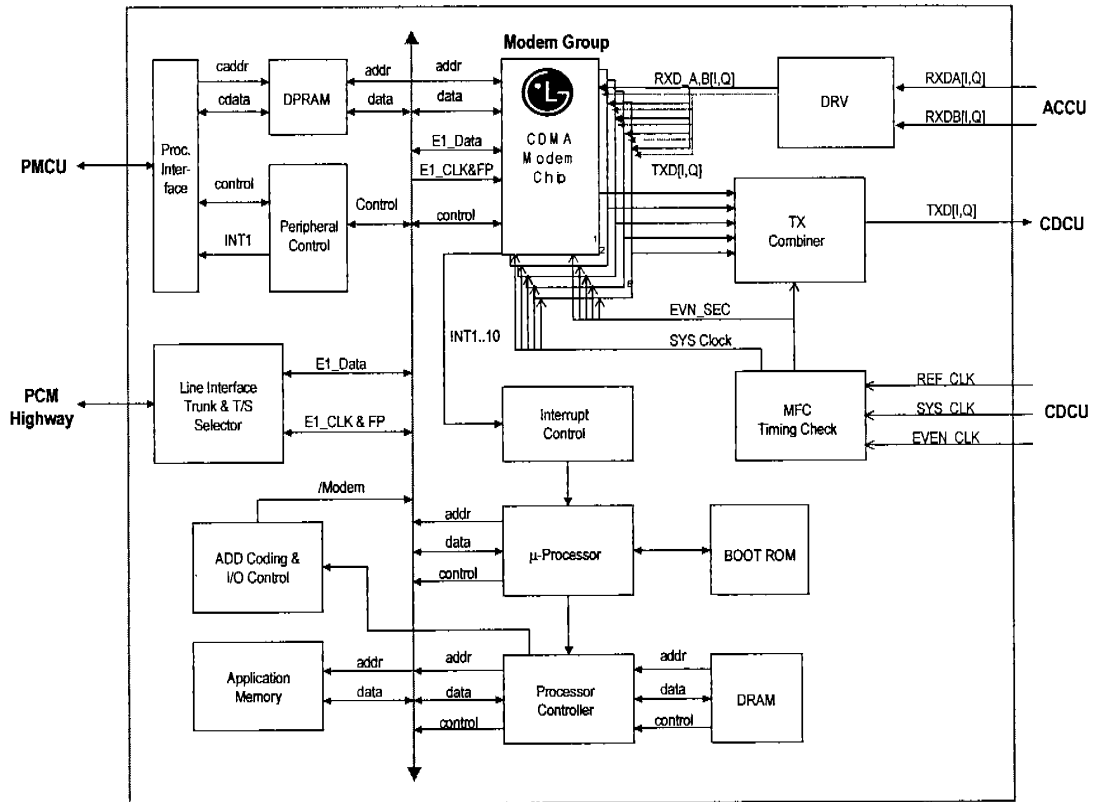 Modem Group
caddr
cdata
DPRAM
addr
data
addr
data
LG
CDMA
Modem
Chip
RXD_A,B[I,Q]
DRV
RXDA[I,Q]
RXDB[I,Q]
ACCU
PMCU
Proc.
Inter-
face
E1_Data
E1_CLK&FP
TXD[I,Q]
control
INT1
Peripheral
Control
Control
control
1
2
TX
Combiner
TXD[I,Q]
CDCU
INT1..10
EVN_SEC
SYS Clock
PCM
Highway
Line Interface
Trunk & T/S
Selector
E1_Data
E1_CLK & FP
Interrupt
Control
MFC
Timing Check
REF_CLK
SYS_CLK
EVEN_CLK
CDCU
/Modem
ADD Coding &
I/O Control
addr
data
control
μ-Processor
BOOT ROM
Application
Memory
addr
data
addr
data
control
Processor
Controller
addr
data
control
DRAM